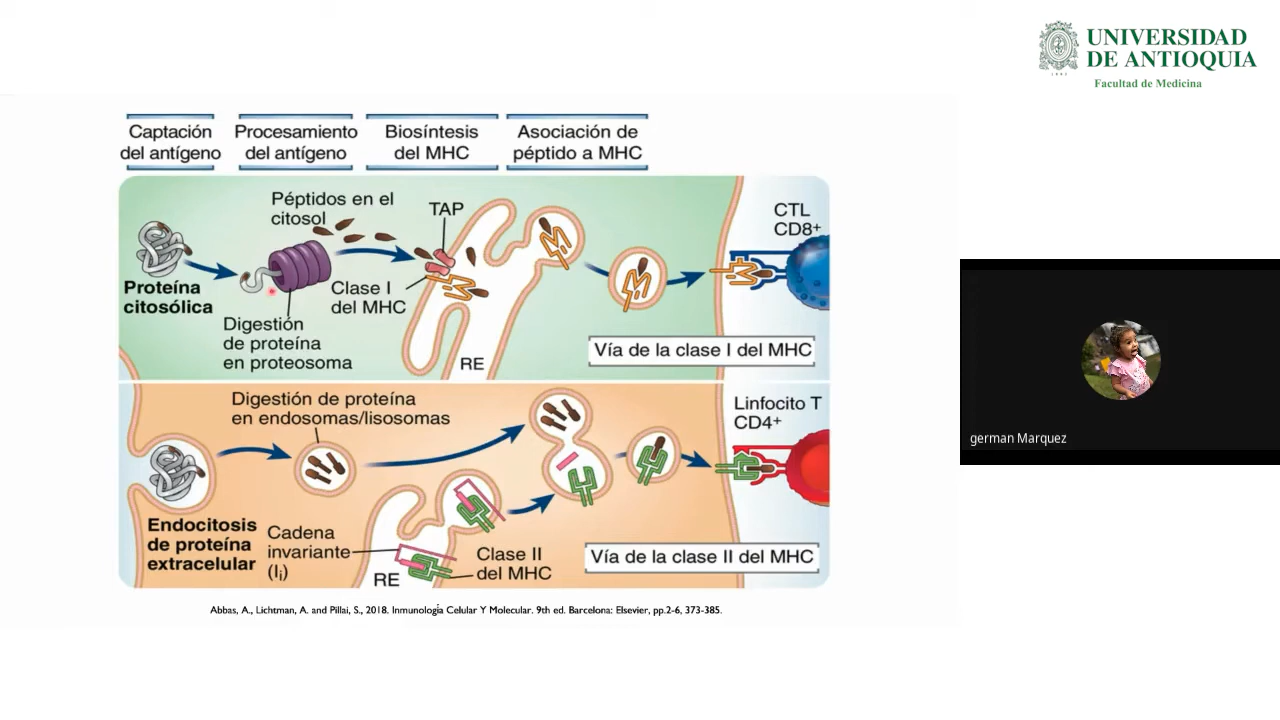 UNIVERSIDAD
DE ANTIOQUIA
1803
Facultad de Medicina
Captación
del antígeno
Procesamiento
del antígeno
Biosíntesis
del MHC
Asociación de
péptido a MHC
Péptidos en el
citosol
TAP
CTL
CD8+
Proteína
citosólica
Clase I
del MHC
Digestión
de proteína
en proteosoma
RE
Vía de la clase I del MHC
Digestión de proteína
en endosomas/lisosomas
Linfocito T
CD4+
Endocitosis
de proteína
extracelular
Cadena
invariante
(Ii)
RE
Clase II
del MHC
Vía de la clase II del MHC
Abbas, A., Lichtman, A. and Pillai, S., 2018. Inmunología Celular Y Molecular. 9th ed. Barcelona: Elsevier, pp.2-6, 373-385.
german Marquez